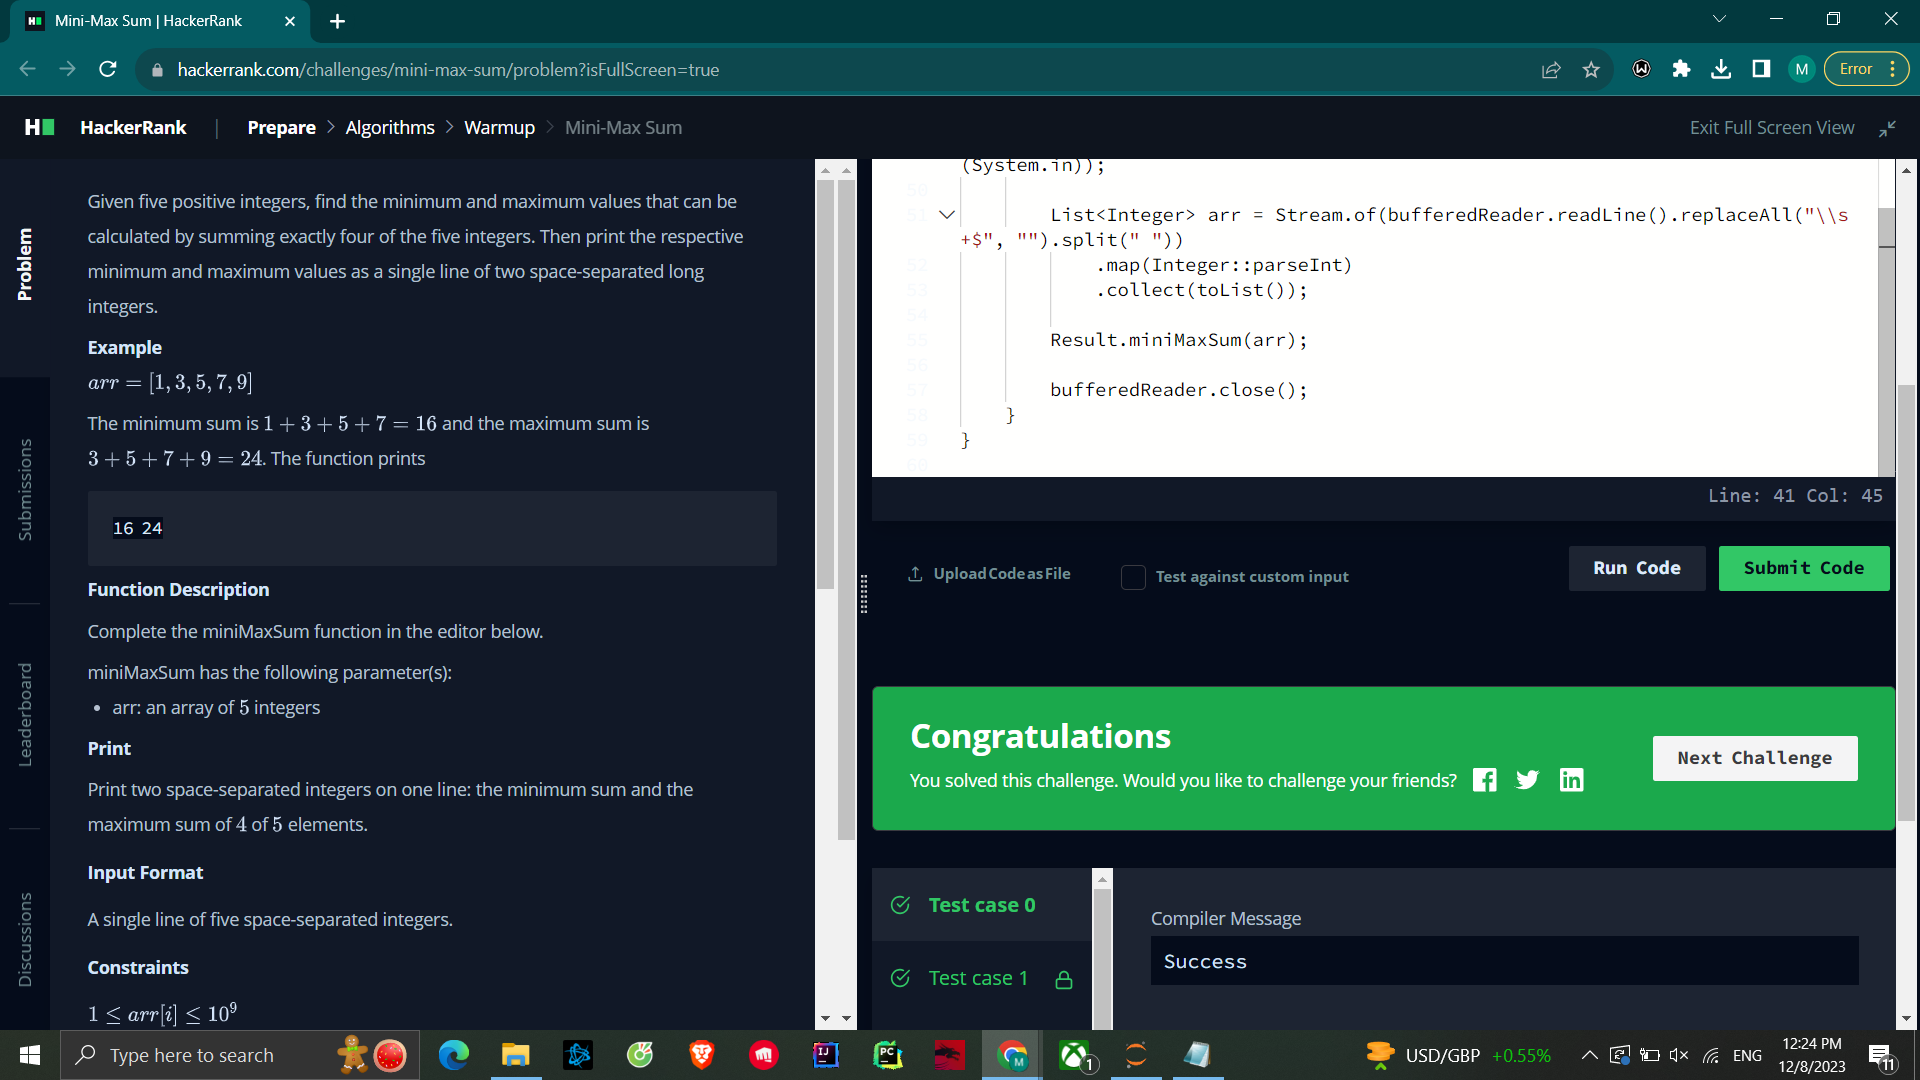 Mini-Max Sum | HackerRank
hackerrank.com/challenges/mini-max-sum/problem?isFullScreen=true
M
Error
H
HackerRank
Prepare
Algorithms
Warmup
Mini-Max Sum
Exit Full Screen View
Problem
Submissions
Leaderboard
Discussions
Given five positive integers, find the minimum and maximum values that can be
calculated by summing exactly four of the five integers. Then print the respective
minimum and maximum values as a single line of two space-separated long
integers.
Example
arr = [1, 3, 5, 7, 9]
The minimum sum is 1 + 3 + 5 + 7 = 16 and the maximum sum is
3 + 5 + 7 + 9 = 24. The function prints
16 24
Function Description
Complete the miniMaxSum function in the editor below.
miniMaxSum has the following parameter(s):
• arr: an array of 5 integers
Print
Print two space-separated integers on one line: the minimum sum and the
maximum sum of 4 of 5 elements.
Input Format
A single line of five space-separated integers.
Constraints
1 ≤ arr[i] ≤ 10⁹
(System.in));
50
51 List<Integer> arr = Stream.of(bufferedReader.readLine().replaceAll("\\s
+$", "").split(" "))
52 .map(Integer::parseInt)
53 .collect(toList());
54
55 Result.miniMaxSum(arr);
56
57 bufferedReader.close();
58 }
59 }
60
Line: 41 Col: 45
Upload Code as File
Test against custom input
Run Code
Submit Code
Congratulations
You solved this challenge. Would you like to challenge your friends?
Next Challenge
Test case 0
Test case 1
Compiler Message
Success
Type here to search
USD/GBP +0.55%
ENG
12:24 PM
12/8/2023
11